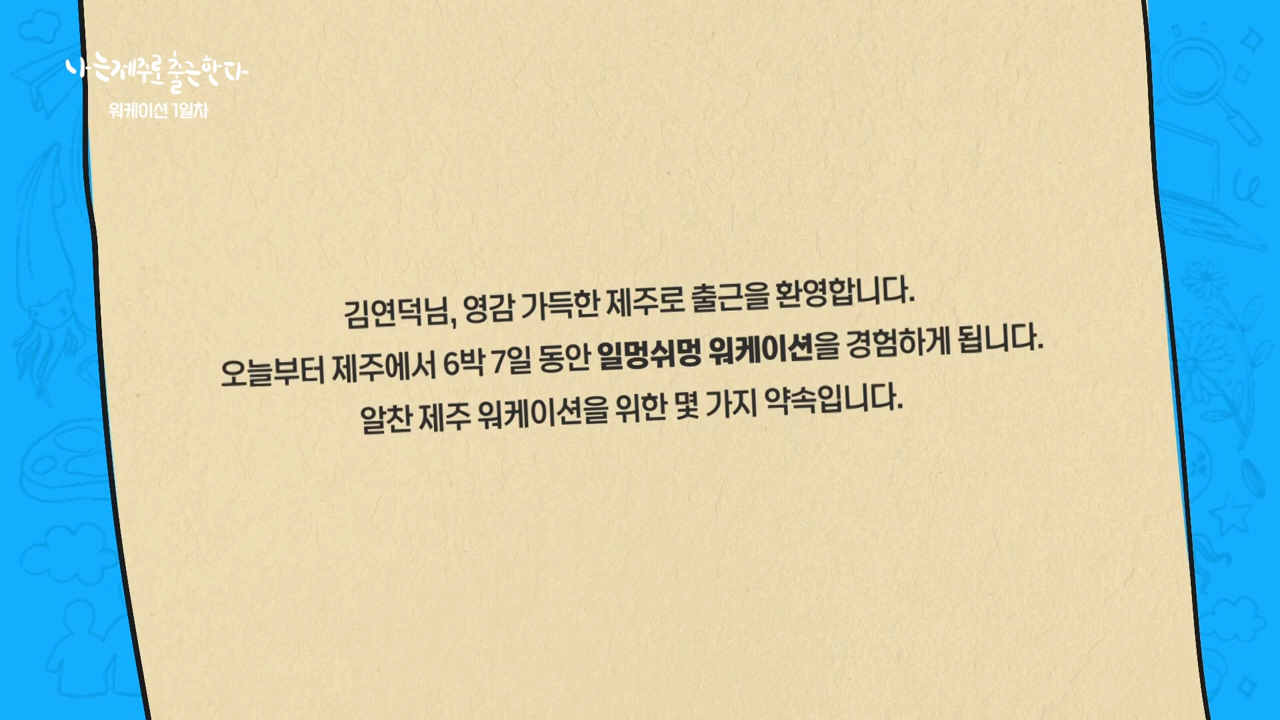 나는 제주로 출근한다
워케이션 1일차
김연덕님, 영감 가득한 제주로 출근을 환영합니다.
오늘부터 제주에서 6박 7일 동안 일멍쉬멍 워케이션을 경험하게 됩니다.
알찬 제주 워케이션을 위한 몇 가지 약속입니다.